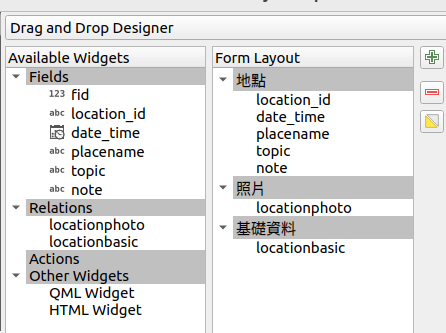 Drag and Drop Designer
Available Widgets
Fields
123 fid
abc location_id
date_time
abc placename
abc topic
abc note
Relations
locationphoto
locationbasic
Actions
Other Widgets
QML Widget
HTML Widget
Form Layout
地點
location_id
date_time
placename
topic
note
照片
locationphoto
基礎資料
locationbasic